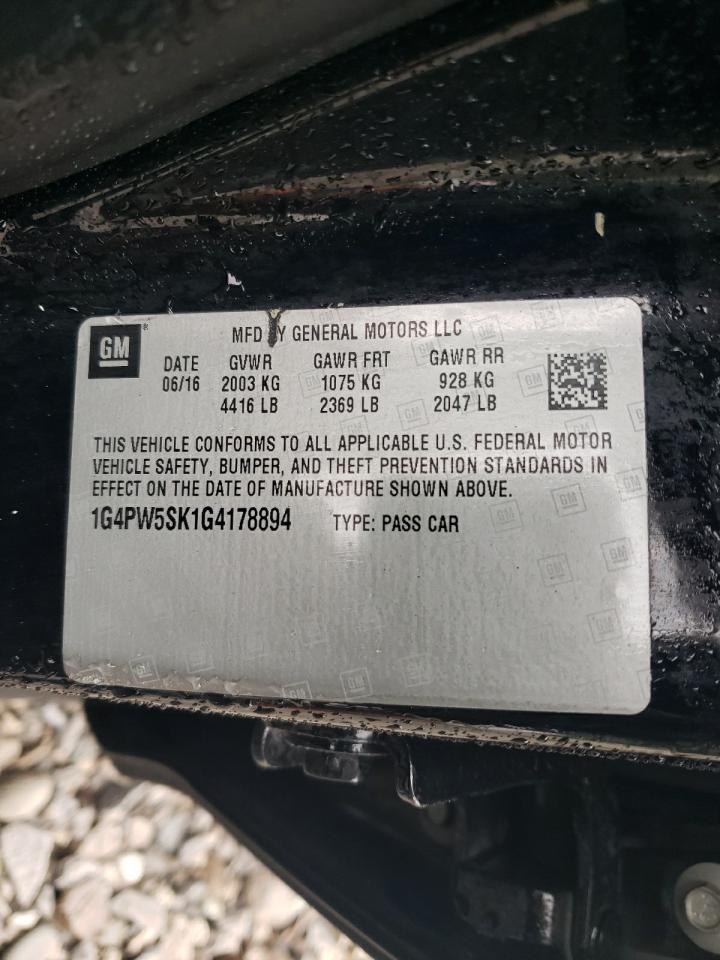 GM ®
MFD Y GENERAL MOTORS LLC
DATE GVWR GAWR FRT GAWR RR
06/16 2003 KG 1075 KG 928 KG
4416 LB 2369 LB 2047 LB
THIS VEHICLE CONFORMS TO ALL APPLICABLE U.S. FEDERAL MOTOR
VEHICLE SAFETY, BUMPER, AND THEFT PREVENTION STANDARDS IN
EFFECT ON THE DATE OF MANUFACTURE SHOWN ABOVE.
1G4PW5SK1G4178894 TYPE: PASS CAR